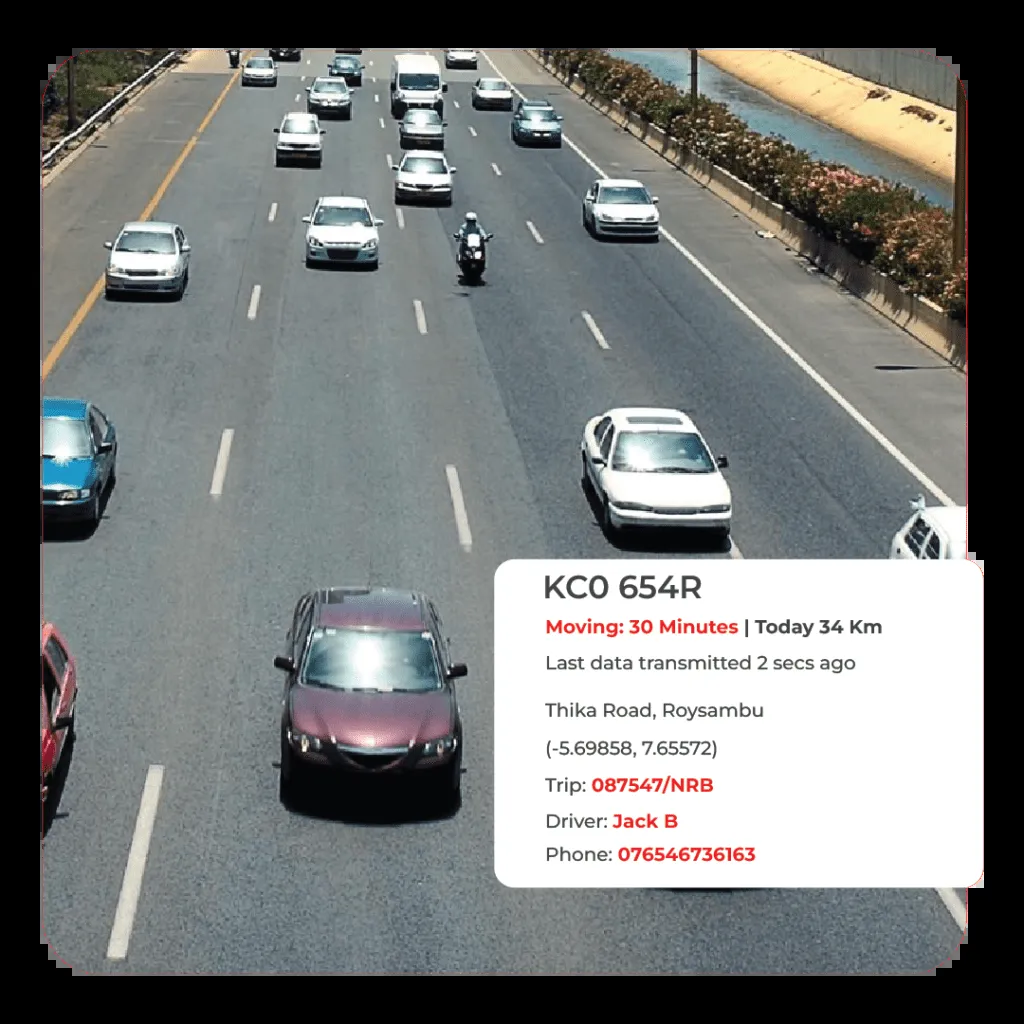 KC0 654R
Moving: 30 Minutes | Today 34 Km
Last data transmitted 2 secs ago
Thika Road, Roysambu
(-5.69858, 7.65572)
Trip: 087547/NRB
Driver: Jack B
Phone: 076546736163